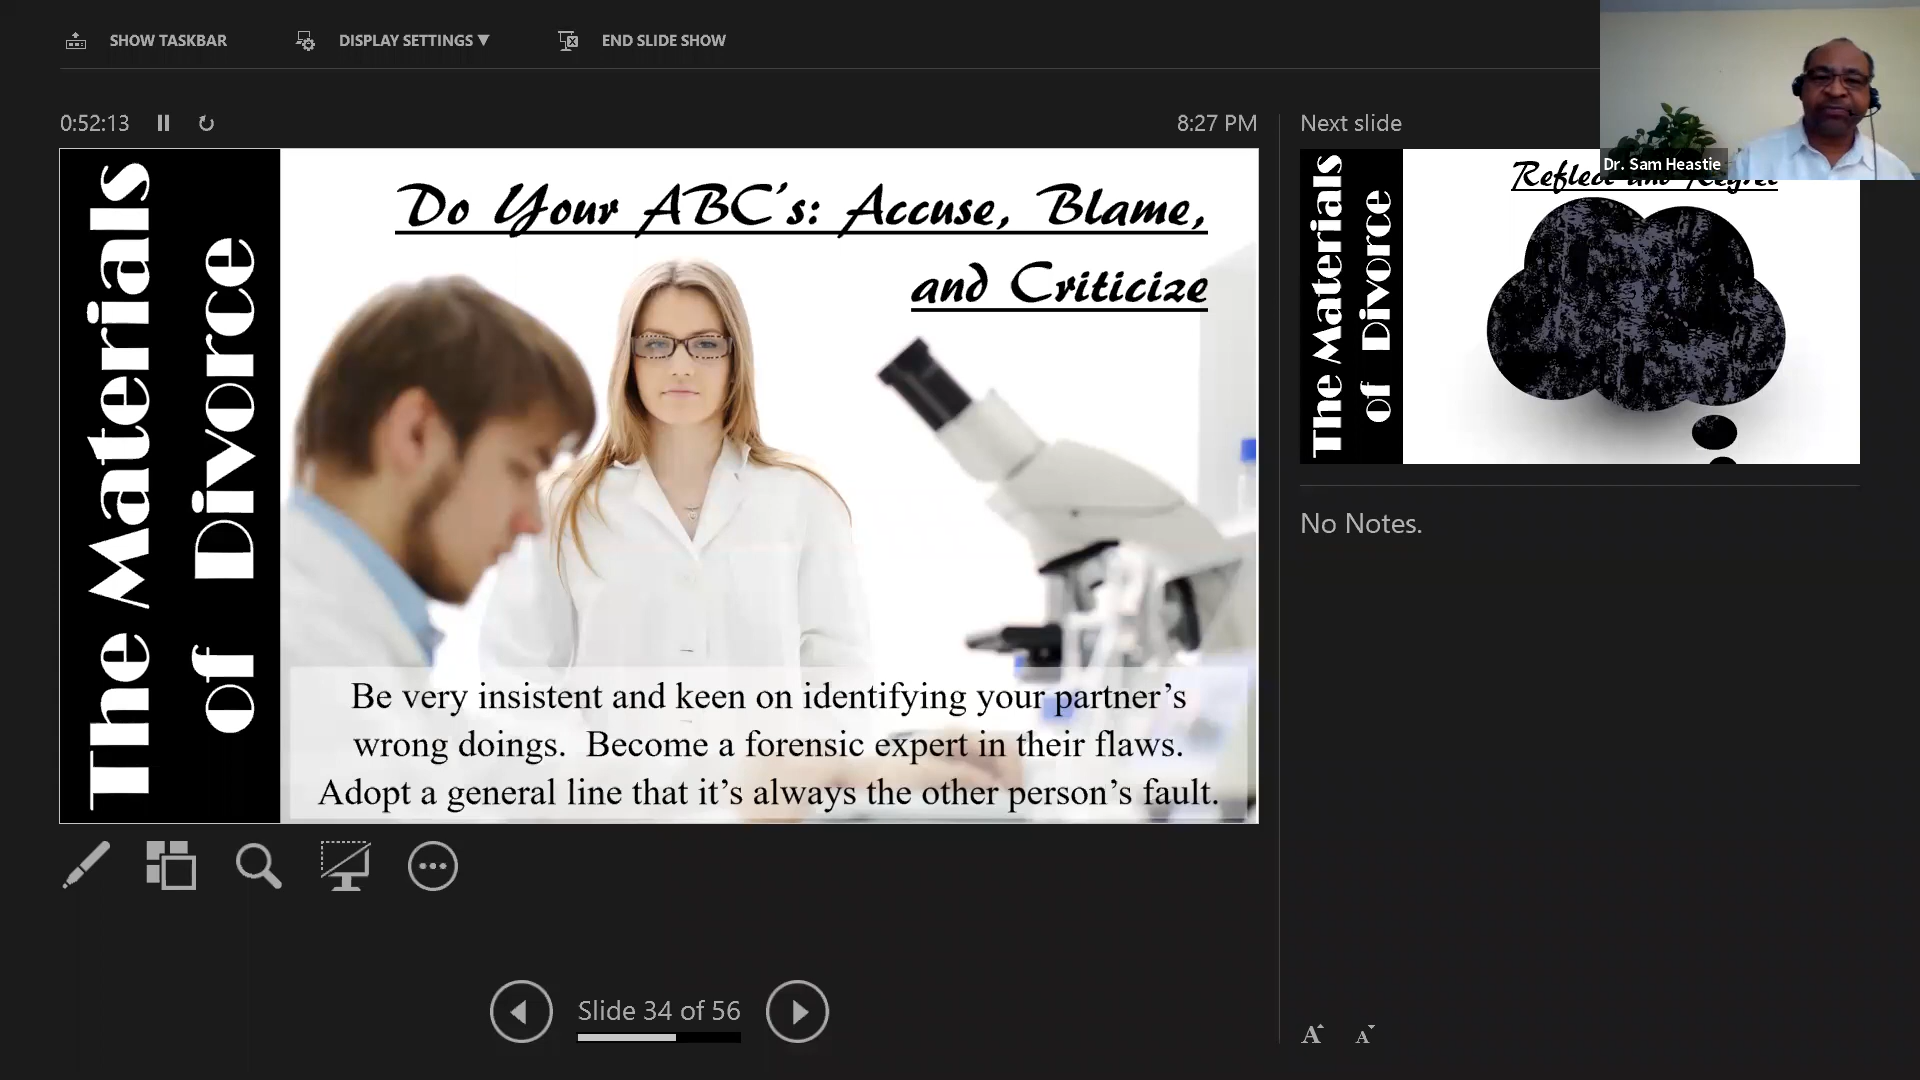 SHOW TASKBAR
DISPLAY SETTINGS ▼
END SLIDE SHOW
0:52:13
8:27 PM
Next slide
Dr. Sam Heastie
The Materials
of Divorce
Do Your ABC's: Accuse, Blame,
and Criticize
Be very insistent and keen on identifying your partner's
wrong doings.  Become a forensic expert in their flaws.
Adopt a general line that it's always the other person's fault.
Reflect and Regret
The Materials
of Divorce
No Notes.
Slide 34 of 56
A
A